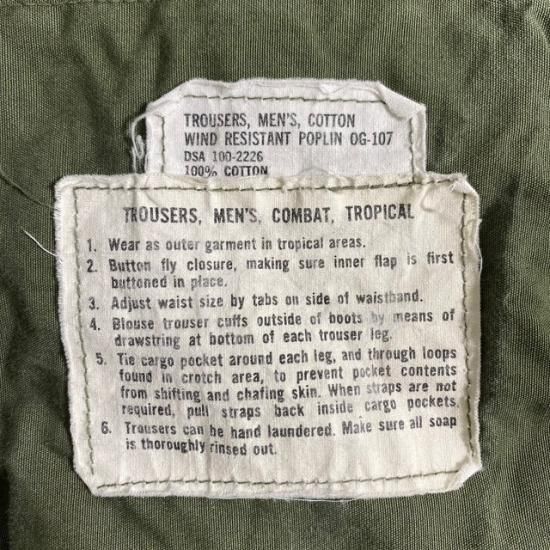 TROUSERS, MEN'S, COTTON
WIND RESISTANT POPLIN OG-107
DSA 100-2226
100% COTTON
TROUSERS, MEN'S, COMBAT, TROPICAL
1. Wear as outer garment in tropical areas.
2. Button fly closure, making sure inner flap is first
buttoned in place.
3. Adjust waist size by tabs on side of waistband.
4. Blouse trouser cuffs outside of boots by means of
drawstring at bottom of each trouser leg.
5. Tie cargo pocket around each leg, and through loops
found in crotch area, to prevent pocket contents
from shifting and chafing skin. When straps are not
required, pull straps back inside cargo pockets.
6. Trousers can be hand laundered. Make sure all soap
is thoroughly rinsed out.